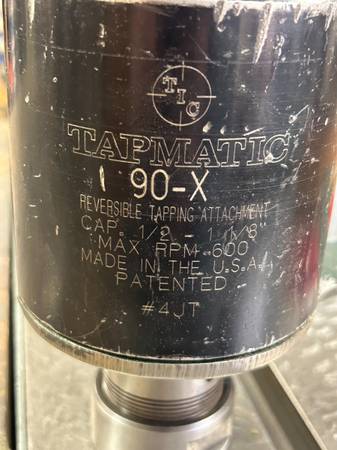 TIC
TAPMATIC
90-X
REVERSIBLE TAPPING ATTACHMENT
CAP. 1/2 - 1 1/8"
MAX RPM 600
MADE IN THE U.S.A.
PATENTED
#4JT